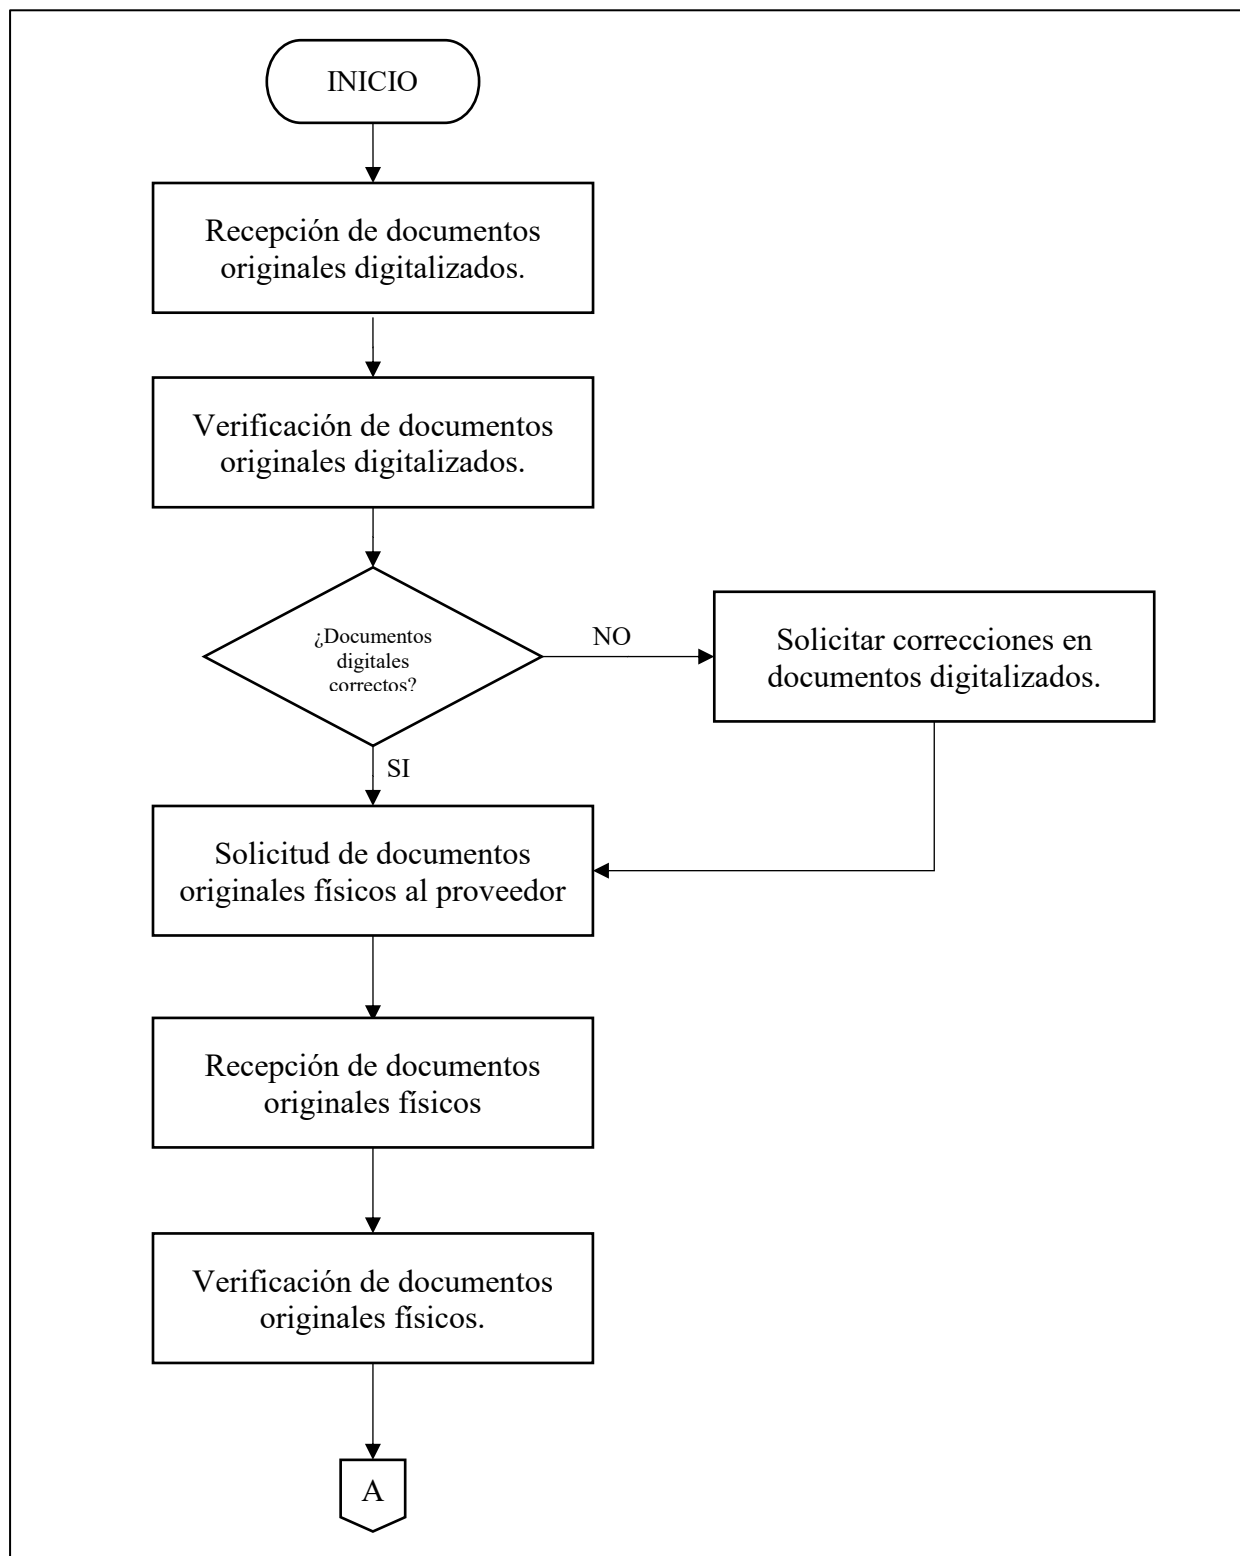 INICIO
Recepción de documentos
originales digitalizados.
Verificación de documentos
originales digitalizados.
¿Documentos
digitales
correctos?
NO
Solicitar correcciones en
documentos digitalizados.
SI
Solicitud de documentos
originales físicos al proveedor
Recepción de documentos
originales físicos
Verificación de documentos
originales físicos.
A